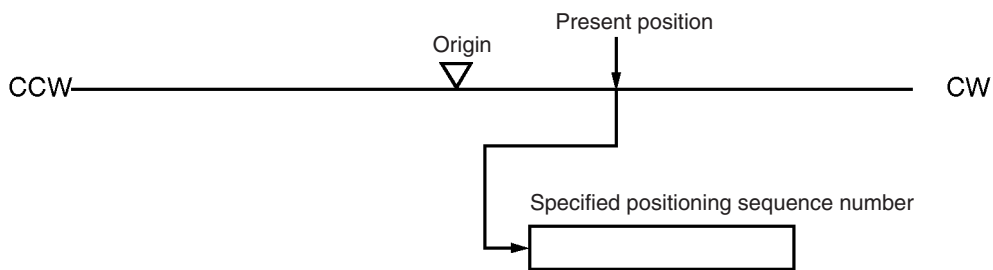 Present position
Origin
CCW
CW
Specified positioning sequence number